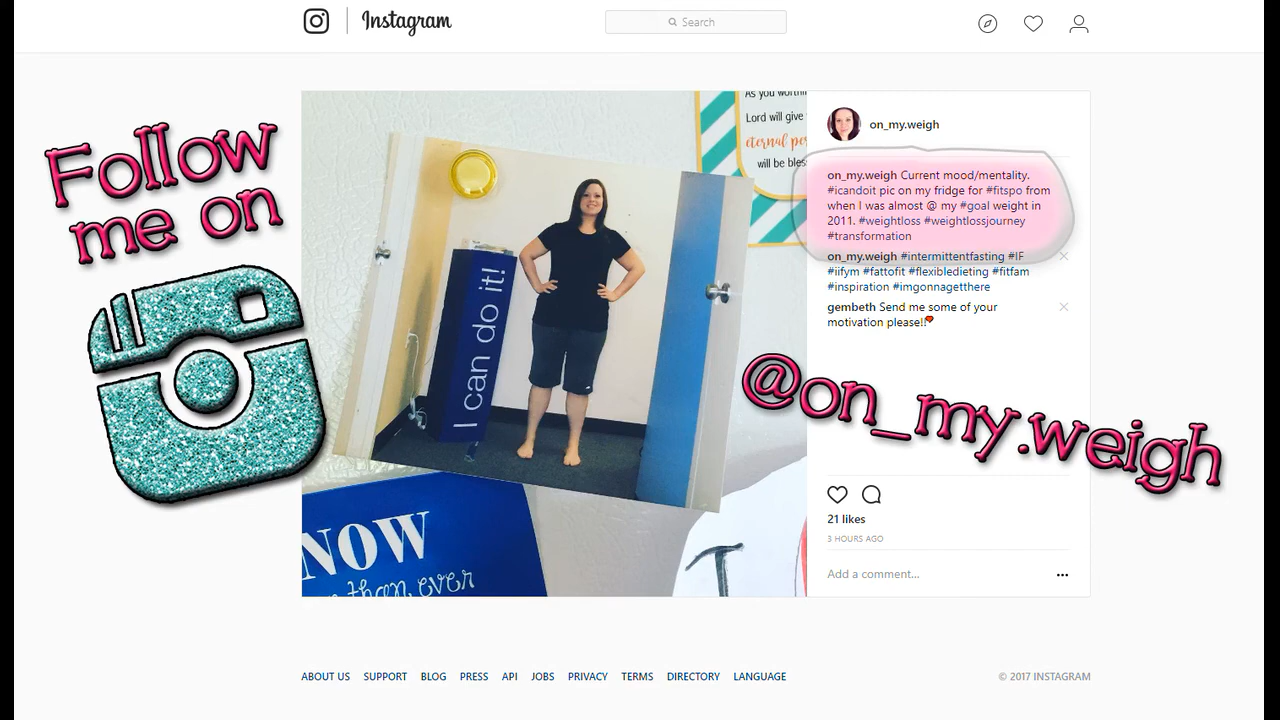 Instagram
Search
Follow
me on
As you
Lord will give
eternal
will be
I can do it!
NOW
than ever
I
on_my.weigh
on_my.weigh Current mood/mentality.
#icandoit pic on my fridge for #fitspo from
when I was almost @ my #goal weight in
2011. #weightloss #weightlossjourney
#transformation
on_my.weigh #intermittentfasting #IF
#iifym #fattofit #flexibledieting #fitfam
#inspiration #imgonnagetthere
gembeth Send me some of your
motivation please!!
@on_my.weigh
21 likes
3 HOURS AGO
Add a comment...
ABOUT US SUPPORT BLOG PRESS API JOBS PRIVACY TERMS DIRECTORY LANGUAGE
© 2017 INSTAGRAM